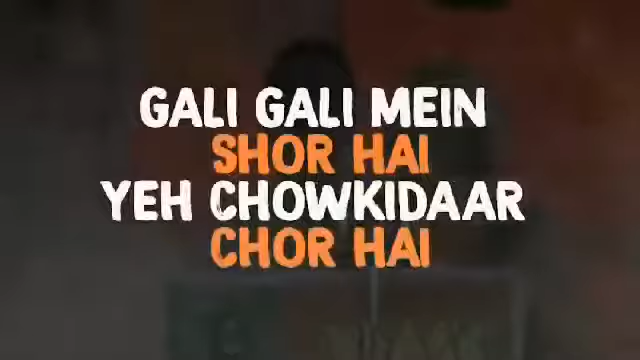 GALI GALI MEIN
SHOR HAI
YEH CHOWKIDAAR
CHOR HAI